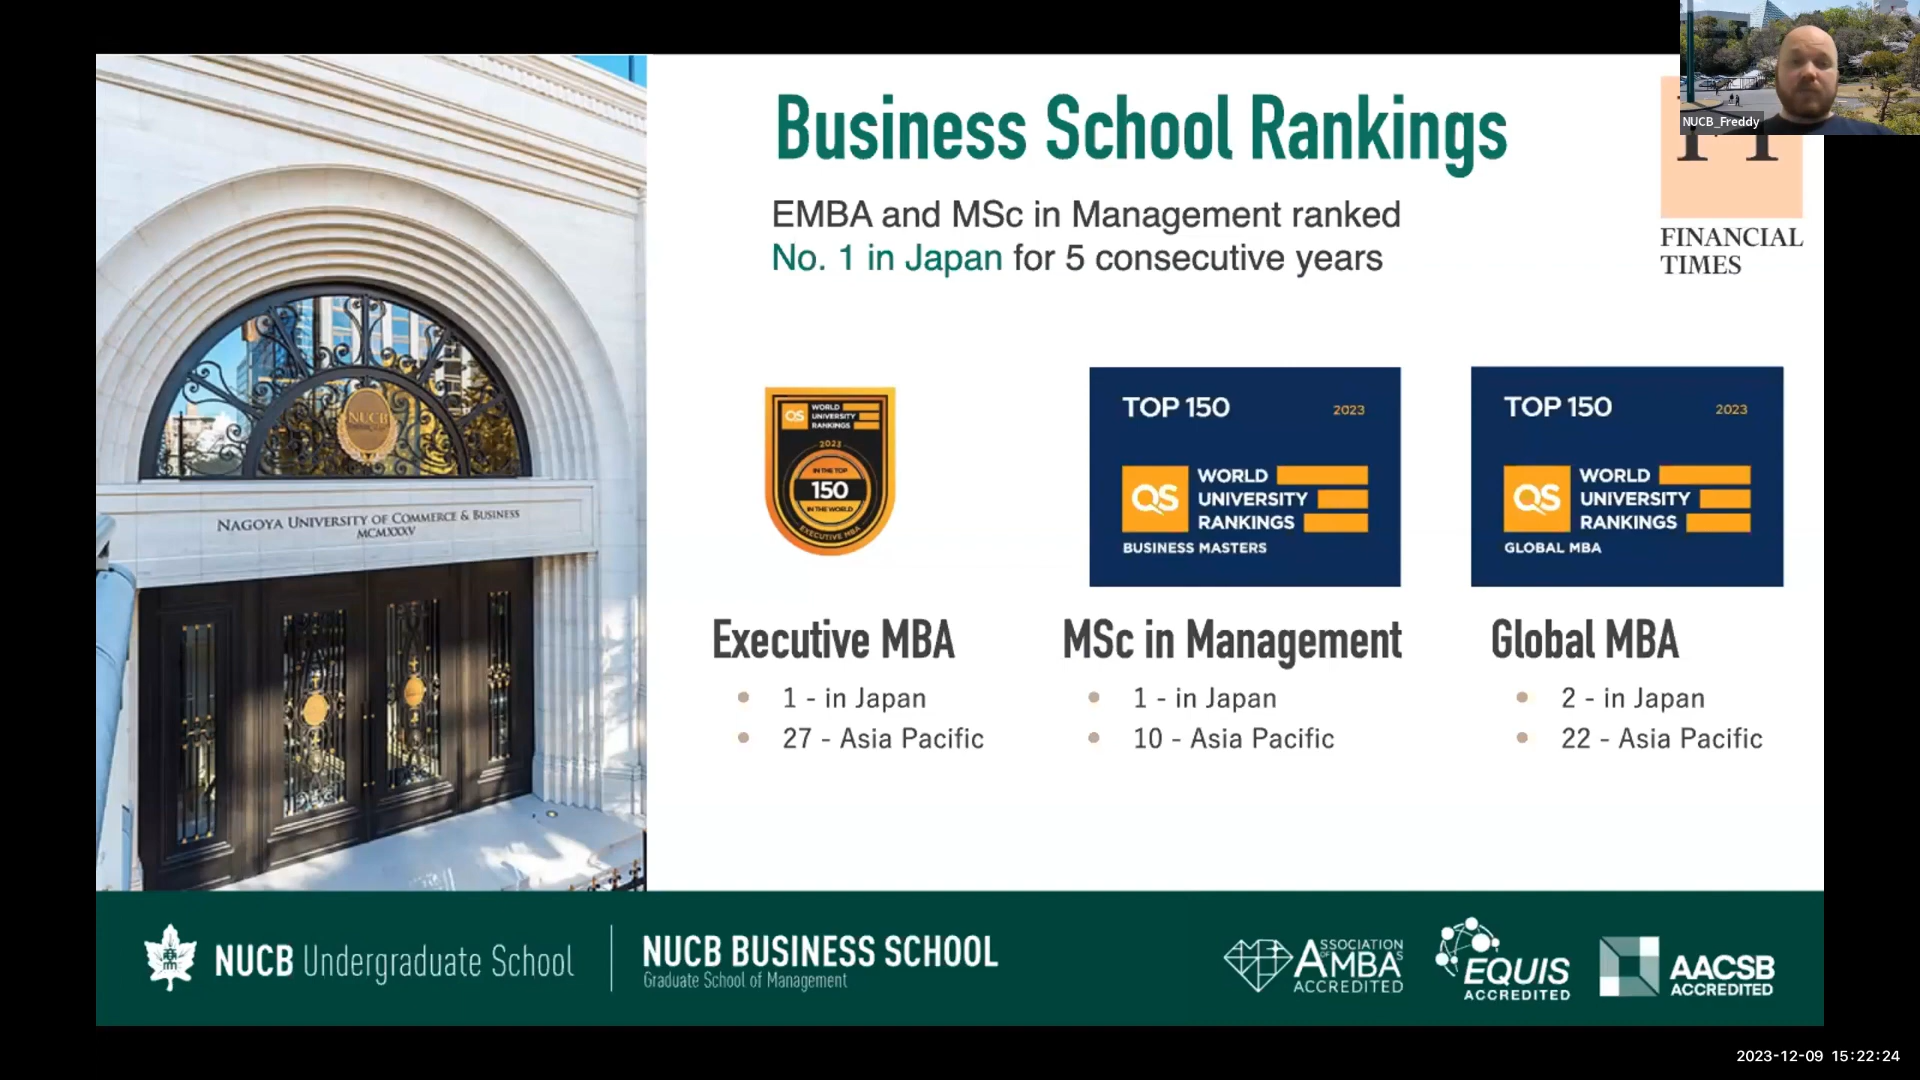 Business School Rankings
EMBA and MSc in Management ranked
No. 1 in Japan for 5 consecutive years
NUCB_Freddy
FINANCIAL
TIMES
NUCB
NAGOYA UNIVERSITY OF COMMERCE & BUSINESS
MCMXXXV
QS
WORLD
UNIVERSITY
RANKINGS
2023
IN THE TOP
150
IN THE WORLD
EXECUTIVE MBA
TOP 150 2023
QS
WORLD
UNIVERSITY
RANKINGS
BUSINESS MASTERS
TOP 150 2023
QS
WORLD
UNIVERSITY
RANKINGS
GLOBAL MBA
Executive MBA
1 - in Japan
27 - Asia Pacific
MSc in Management
1 - in Japan
10 - Asia Pacific
Global MBA
2 - in Japan
22 - Asia Pacific
NUCB Undergraduate School
NUCB BUSINESS SCHOOL
Graduate School of Management
ASSOCIATION
OF MBAS
ACCREDITED
EQUIS
ACCREDITED
AACSB
ACCREDITED
2023-12-09 15:22:24